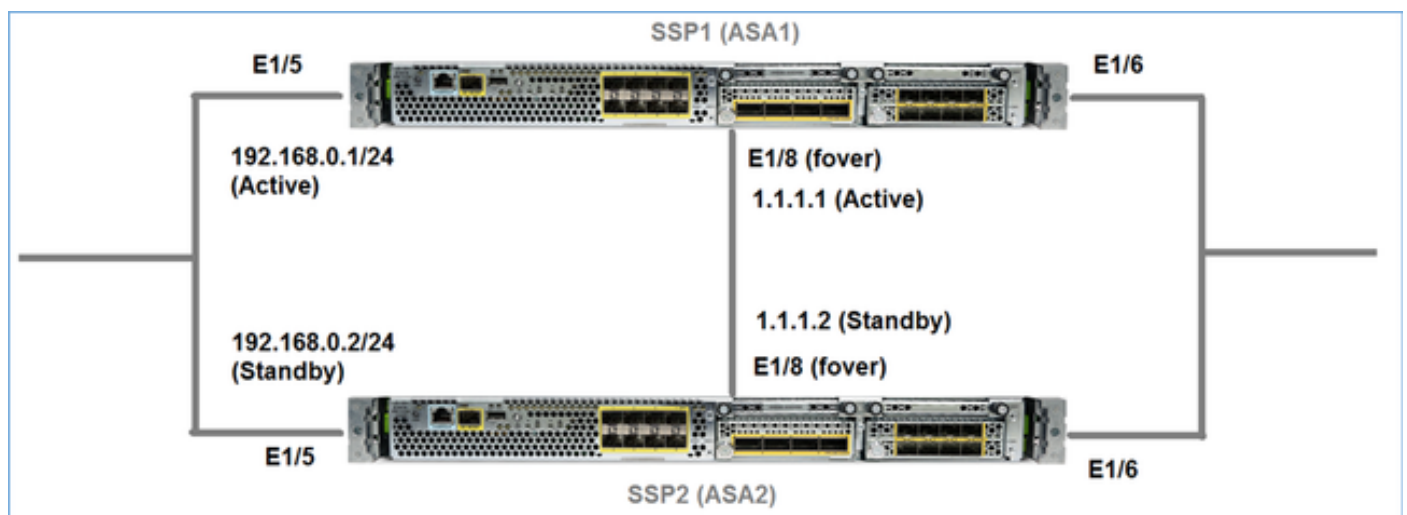 SSP1 (ASA1)
E1/5
E1/6
192.168.0.1/24
(Active)
E1/8 (fover)
1.1.1.1 (Active)
1.1.1.2 (Standby)
192.168.0.2/24
(Standby)
E1/8 (fover)
E1/5
E1/6
SSP2 (ASA2)